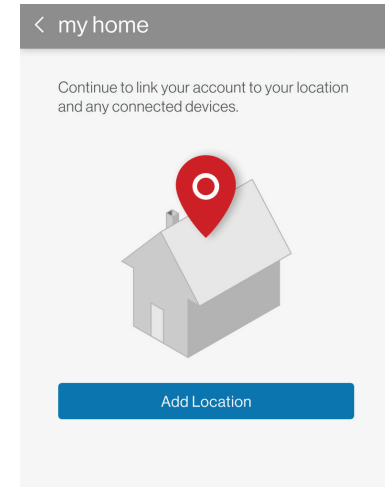 my home
Continue to link your account to your location
and any connected devices.
Add Location